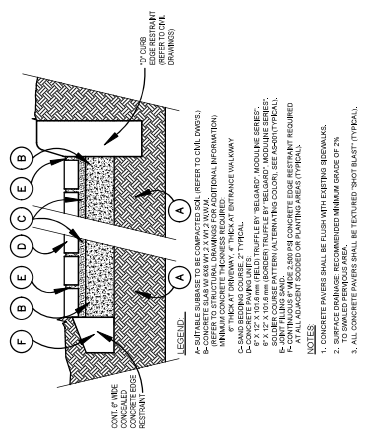 F
B
E
D
C
E
B
A
A
CONT. 6" WIDE
CONCEALED
CONCRETE EDGE
RESTRAINT
"D" CURB
EDGE RESTRAINT
(REFER TO CIVIL
DRAWINGS)
LEGEND:
A- SUITABLE SUBBASE TO BE COMPACTED SOIL (REFER TO CIVIL DWG'S.)
B- CONCRETE SLAB W/ 6X6 W1.2 X W1.2 W.W.M.
(REFER TO STRUCTURAL DRAWINGS FOR ADDITIONAL INFORMATION)
MINIMUM CONCRETE THICKNESS REQUIRED:
6" THICK AT DRIVEWAY, 4" THICK AT ENTRANCE WALKWAY
C- SAND BEDDING COURSE, 2" TYPICAL.
D- CONCRETE PAVING UNITS:
6" X 12" X 101.6 mm (FIELD) TRUFFLE BY "BELGARD", MODULINE SERIES".
6" X 12" X 101.6 mm (BORDER) TRUFFLE BY "BELGARD", MODULINE SERIES".
SOLDIER COURSE PATTERN (ALTERNATING COLOR), SEE AS-01 (TYPICAL).
E- JOINT FILLING SAND.
F- CONTINUOUS 6" WIDE 2,500 PSI CONCRETE EDGE RESTRAINT REQUIRED
AT ALL ADJACENT SODDED OR PLANTING AREAS (TYPICAL).
NOTES:
1. CONCRETE PAVERS SHALL BE FLUSH WITH EXISTING SIDEWALKS.
2. SURFACE DRAINAGE: RECOMMENDED MINIMUM GRADE OF 2%
TO SWALED PERVIOUS AREA.
3. ALL CONCRETE PAVERS SHALL BE TEXTURED "SHOT BLAST" (TYPICAL).